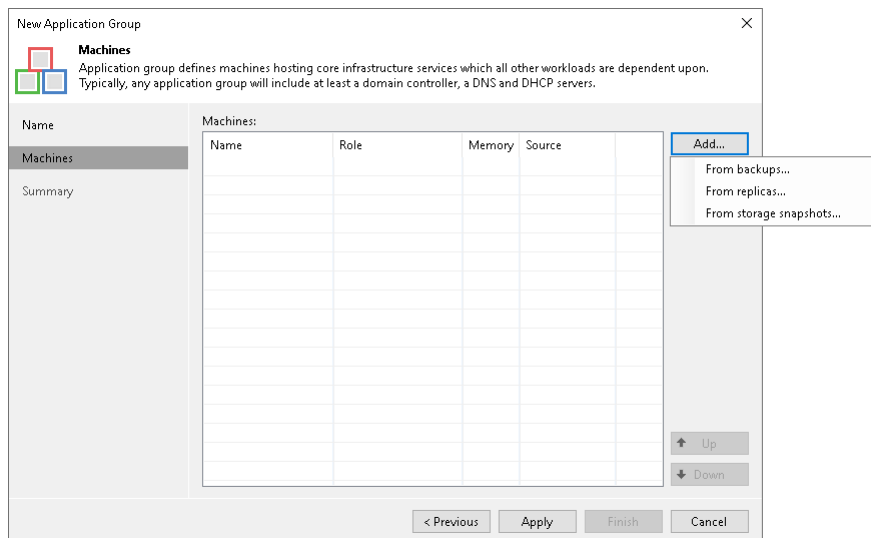 New Application Group
Machines
Application group defines machines hosting core infrastructure services which all other workloads are dependent upon.
Typically, any application group will include at least a domain controller, a DNS and DHCP servers.
Name
Machines
Summary
Machines:
Name Role Memory Source
Add...
From backups...
From replicas...
From storage snapshots...
Up
Down
< Previous Apply Finish Cancel